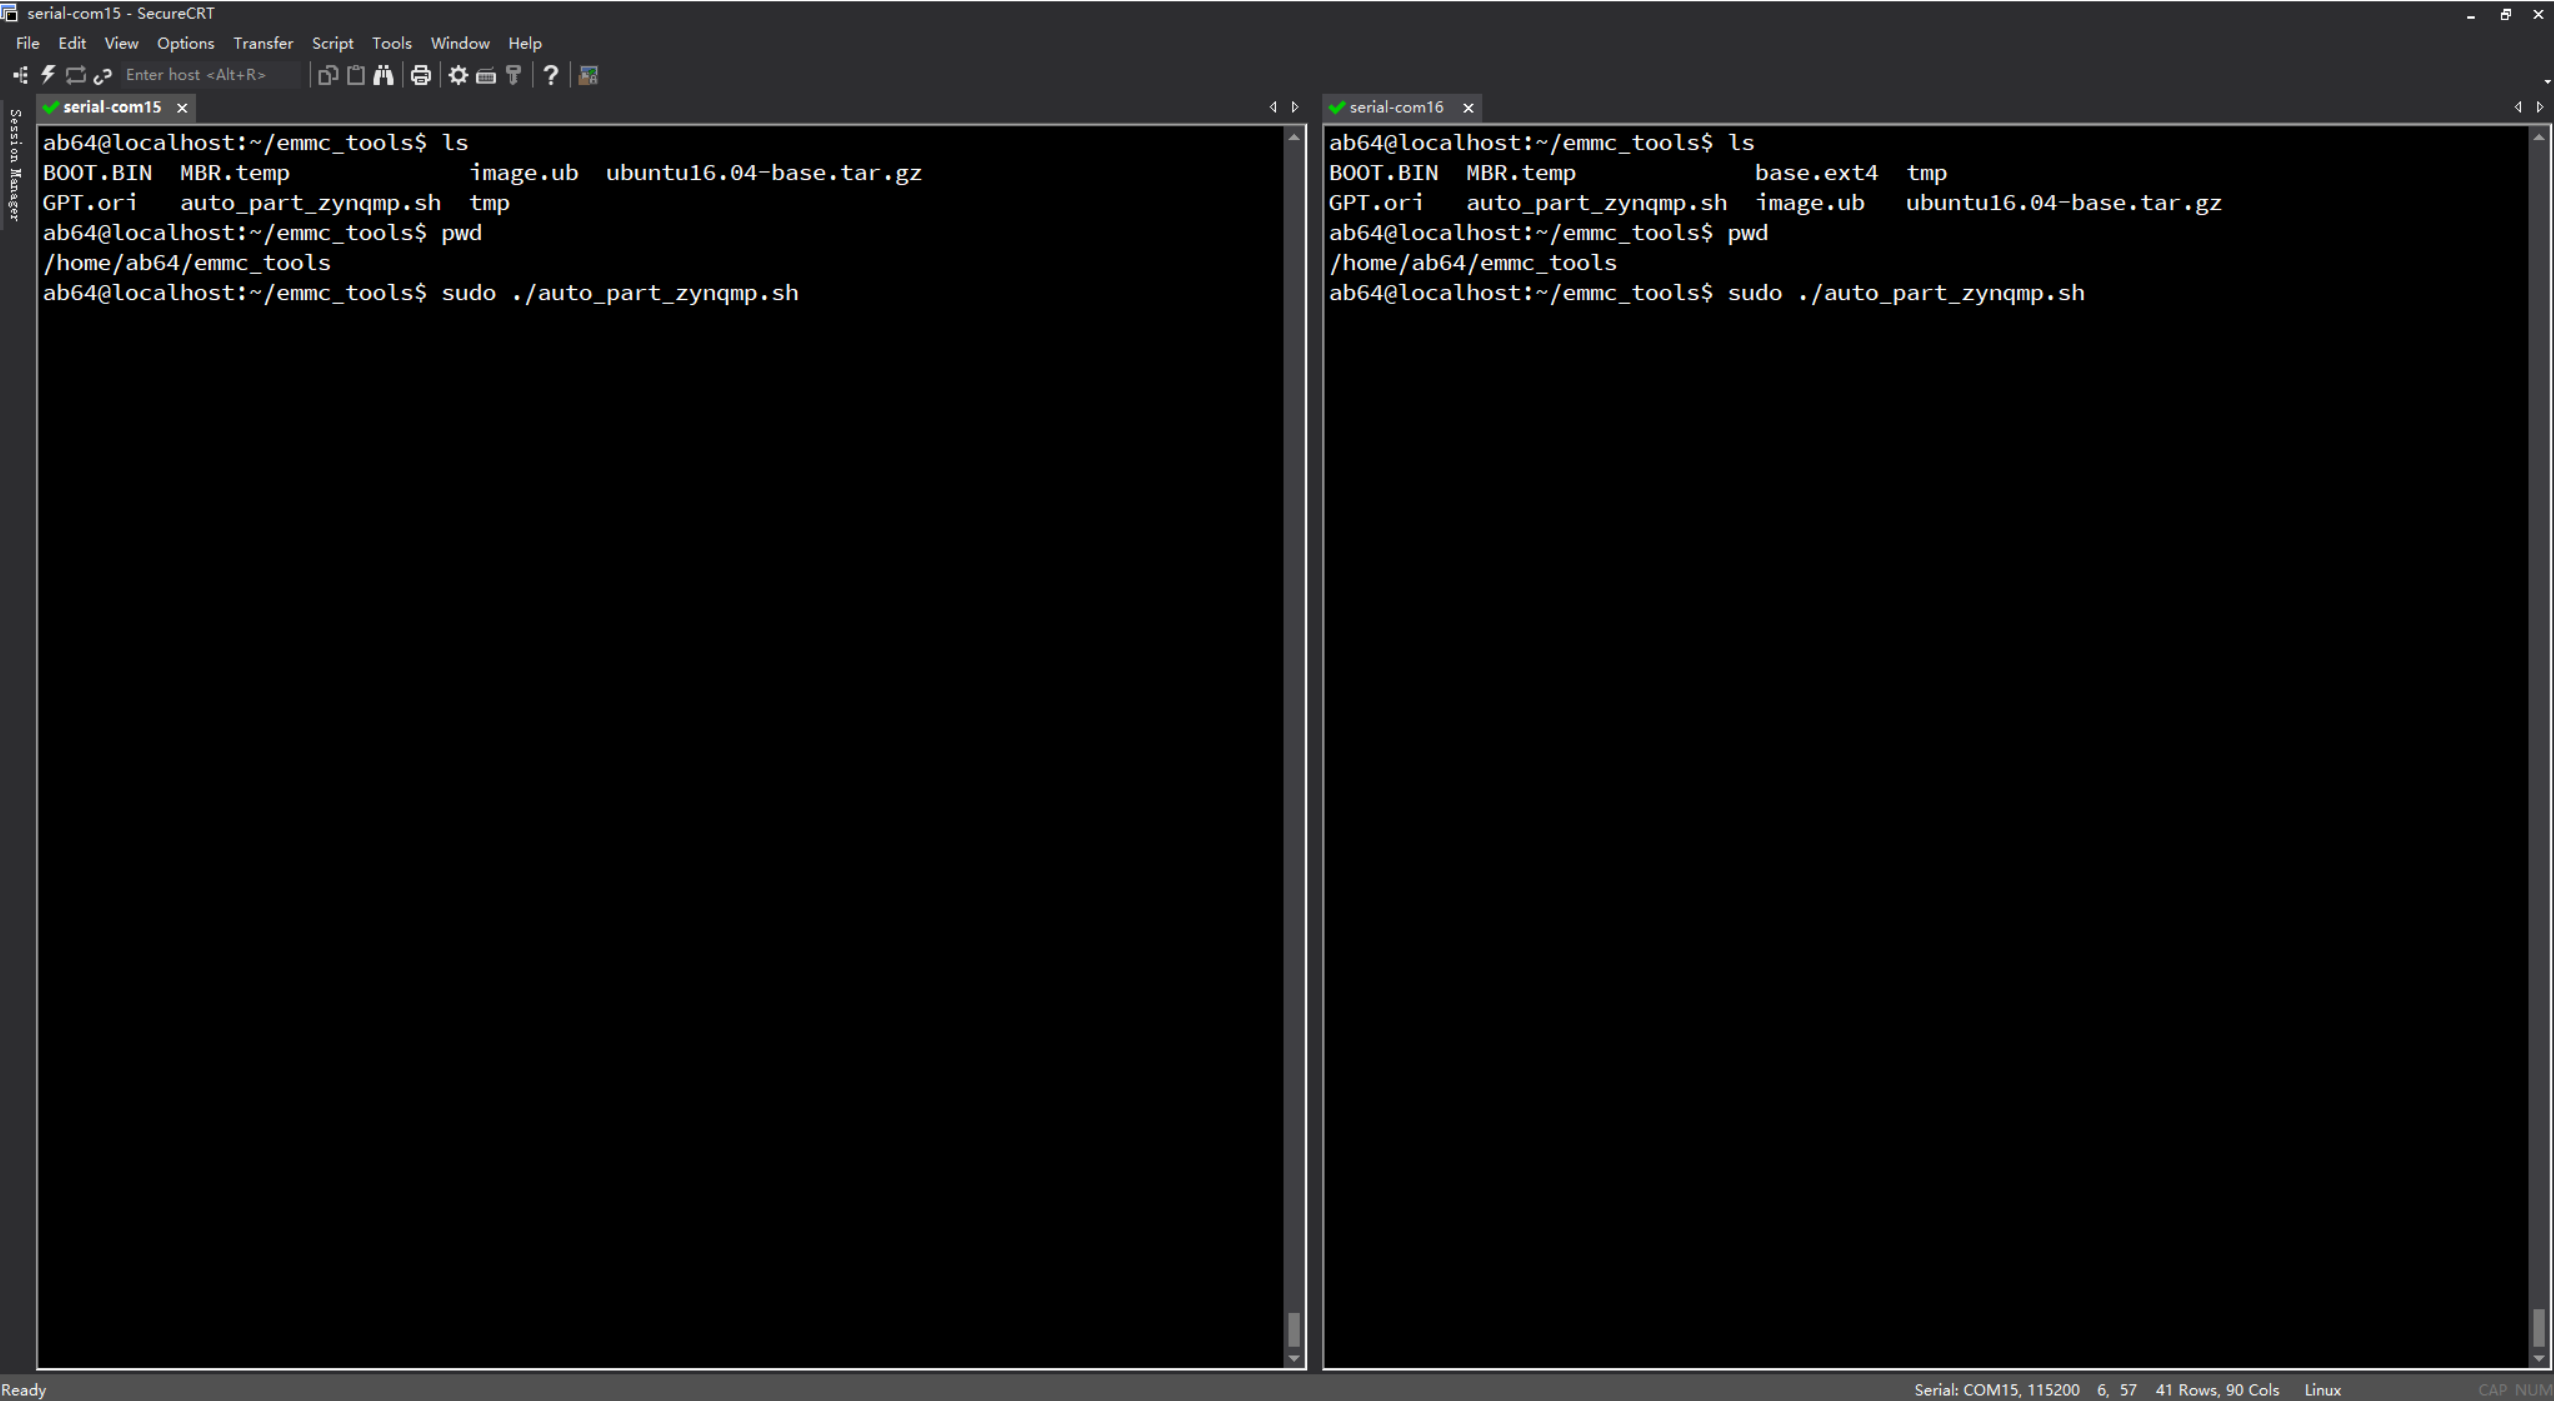 serial-com15 - SecureCRT
File Edit View Options Transfer Script Tools Window Help
Enter host <Alt+R>
Session Manager
serial-com15
ab64@localhost:~/emmc_tools$ ls
BOOT.BIN MBR.temp image.ub ubuntu16.04-base.tar.gz
GPT.ori auto_part_zynqmp.sh tmp
ab64@localhost:~/emmc_tools$ pwd
/home/ab64/emmc_tools
ab64@localhost:~/emmc_tools$ sudo ./auto_part_zynqmp.sh
serial-com16
ab64@localhost:~/emmc_tools$ ls
BOOT.BIN MBR.temp base.ext4 tmp
GPT.ori auto_part_zynqmp.sh image.ub ubuntu16.04-base.tar.gz
ab64@localhost:~/emmc_tools$ pwd
/home/ab64/emmc_tools
ab64@localhost:~/emmc_tools$ sudo ./auto_part_zynqmp.sh
Ready Serial: COM15, 115200 6, 57 41 Rows, 90 Cols Linux CAP NUM